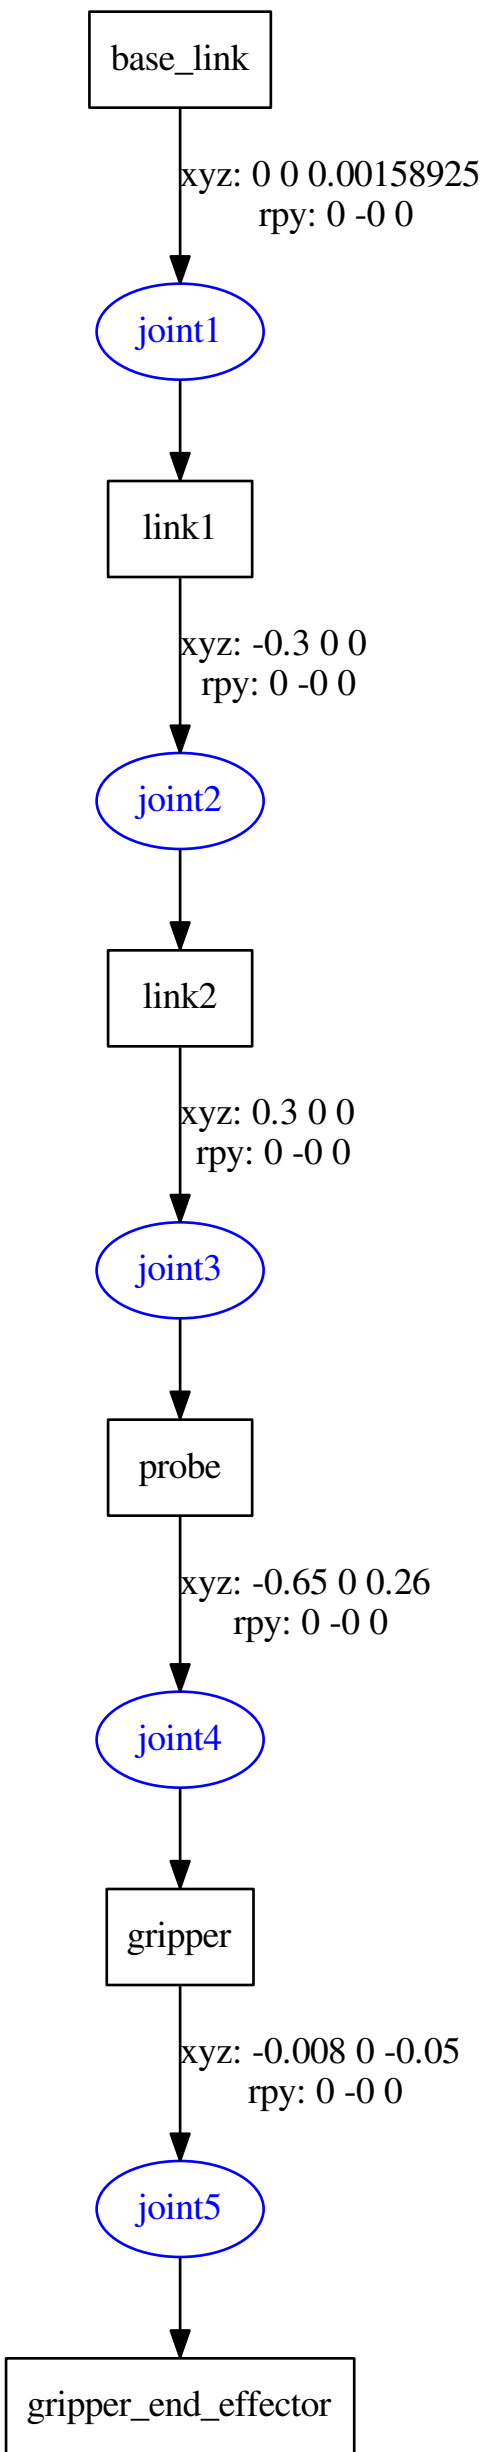 base_link
xyz: 0 0 0.00158925
rpy: 0 -0 0
joint1
link1
xyz: -0.3 0 0
rpy: 0 -0 0
joint2
link2
xyz: 0.3 0 0
rpy: 0 -0 0
joint3
probe
xyz: -0.65 0 0.26
rpy: 0 -0 0
joint4
gripper
xyz: -0.008 0 -0.05
rpy: 0 -0 0
joint5
gripper_end_effector